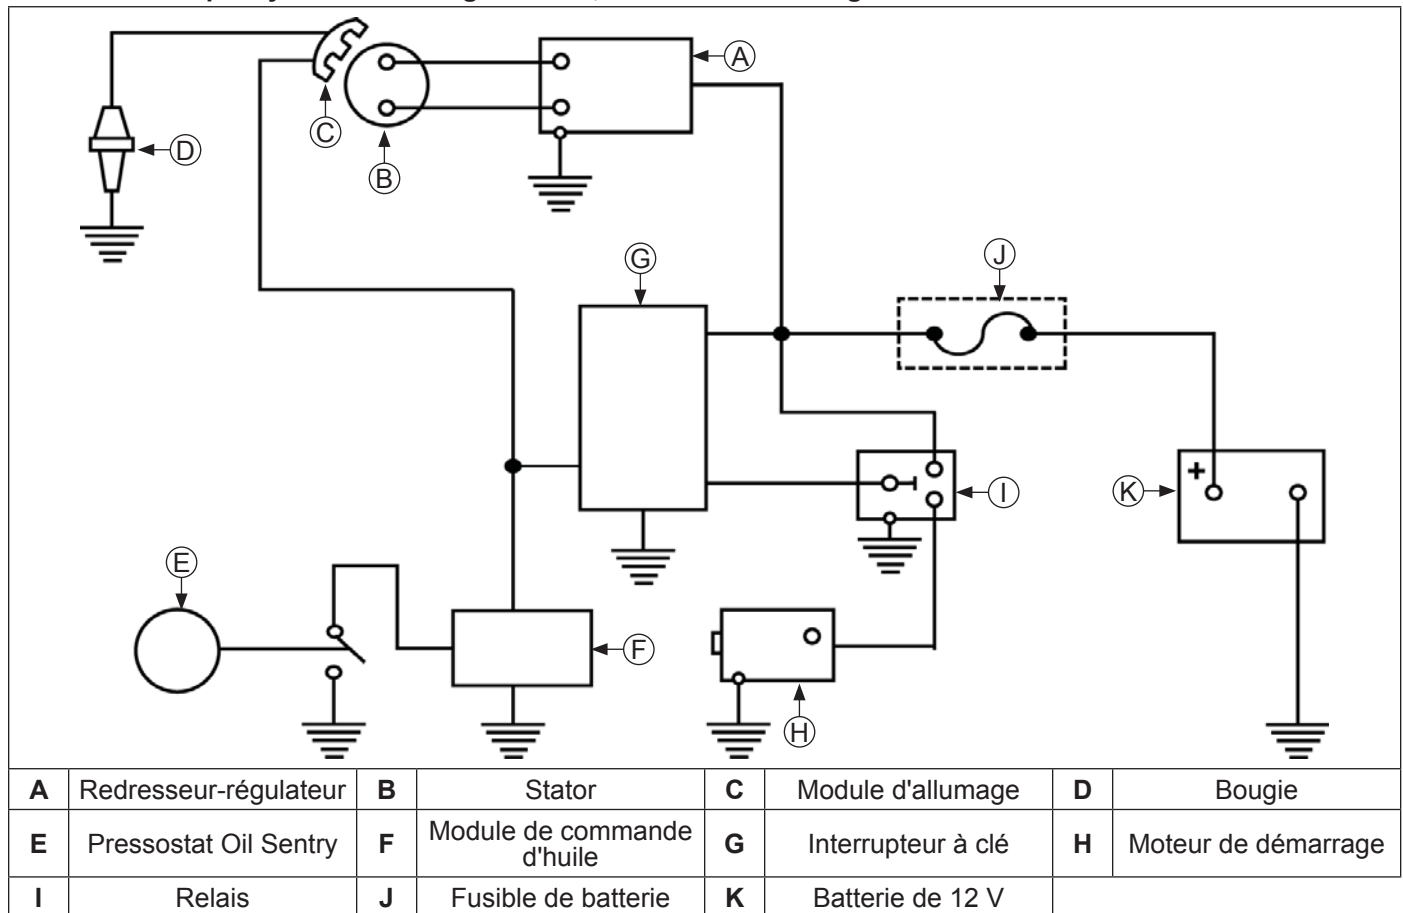 A
C
D
B
G
J
I
K
E
F
H
+
A Redresseur-régulateur B Stator C Module d'allumage D Bougie
E Pressostat Oil Sentry F Module de commande d'huile G Interrupteur à clé H Moteur de démarrage
I Relais J Fusible de batterie K Batterie de 12 V